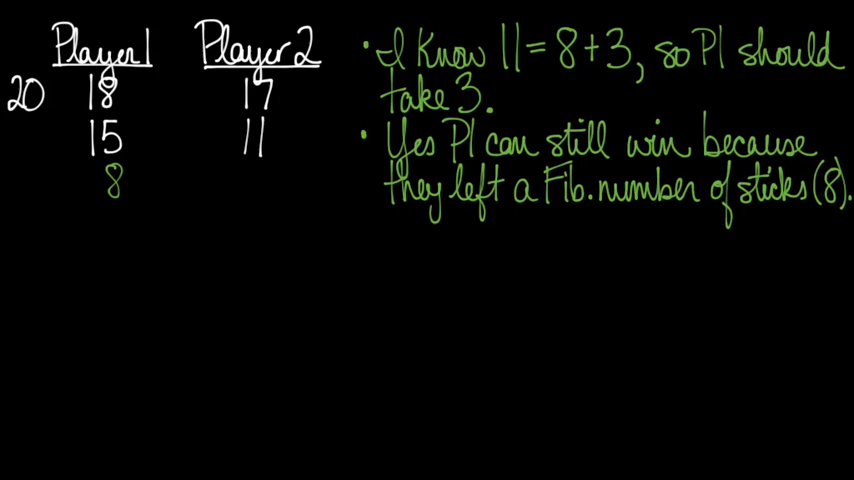 Player 1 Player 2
20 18 17
15 11
8
• I know 11 = 8 + 3, so P1 should
take 3.
• Yes P1 can still win because
they left a Fib. number of sticks (8).